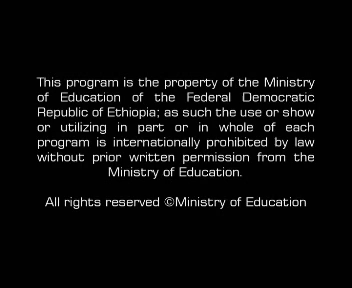 This program is the property of the Ministry
of Education of the Federal Democratic
Republic of Ethiopia; as such the use or show
or utilizing in part or in whole of each
program is internationally prohibited by law
without prior written permission from the
Ministry of Education.
All rights reserved ©Ministry of Education